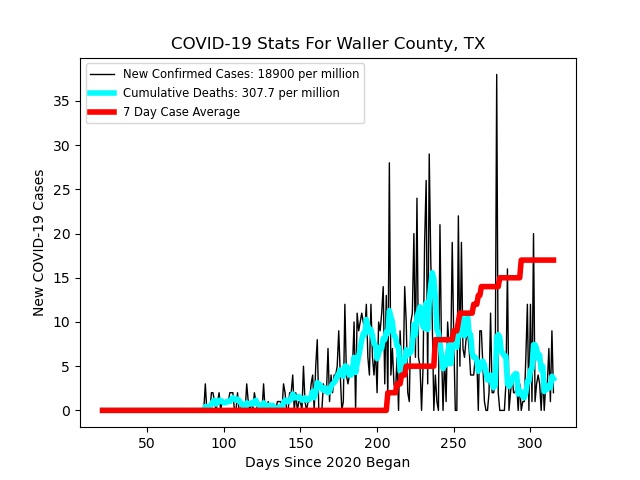 COVID-19 Stats For Waller County, TX
New Confirmed Cases: 18900 per million
Cumulative Deaths: 307.7 per million
7 Day Case Average
New COVID-19 Cases
35
30
25
20
15
10
5
0
50 100 150 200 250 300
Days Since 2020 Began